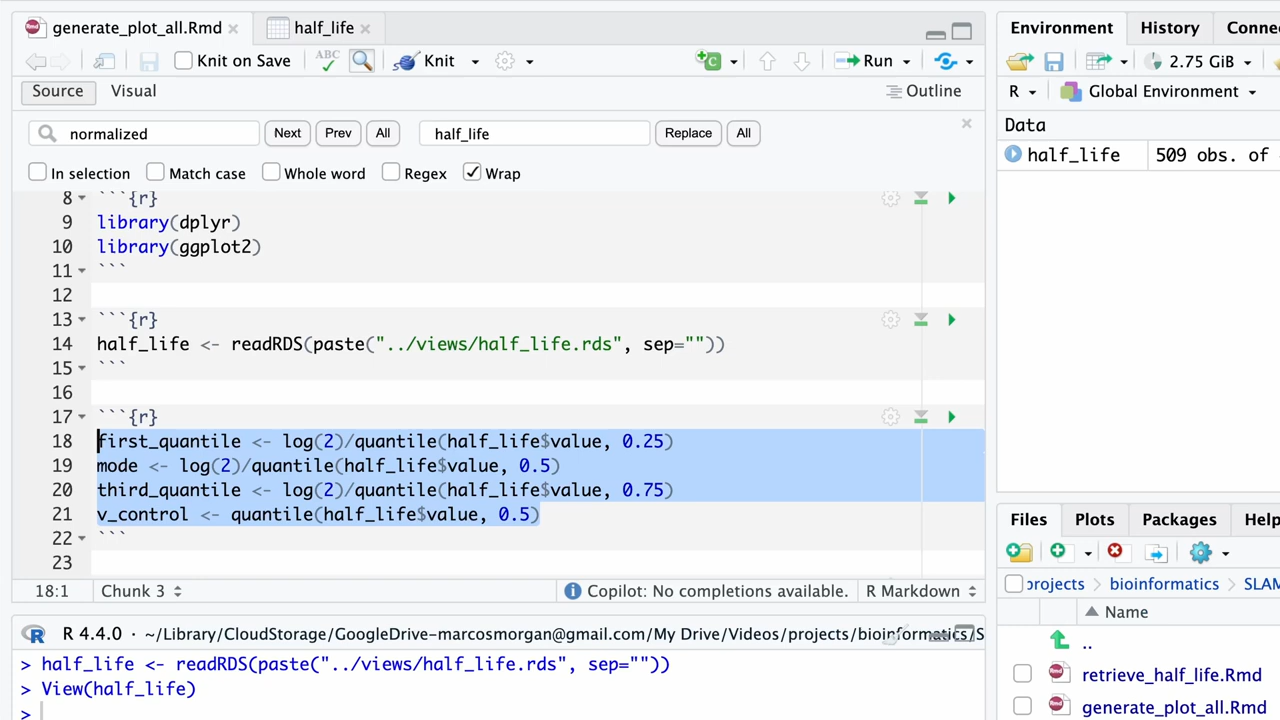 generate_plot_all.Rmd half_life
Environment History Conne
Knit on Save ABC Knit Run
2.75 GiB
Source Visual Outline
R Global Environment
normalized Next Prev All half_life Replace All
Data
half_life 509 obs. of
In selection Match case Whole word Regex Wrap
8 ```{r}
9 library(dplyr)
10 library(ggplot2)
11 ```
12
13 ```{r}
14 half_life <- readRDS(paste("../views/half_life.rds", sep=""))
15 ```
16
17 ```{r}
18 first_quantile <- log(2)/quantile(half_life$value, 0.25)
19 mode <- log(2)/quantile(half_life$value, 0.5)
20 third_quantile <- log(2)/quantile(half_life$value, 0.75)
21 v_control <- quantile(half_life$value, 0.5)
22 ```
23
Files Plots Packages Help
projects > bioinformatics > SLAM
18:1 Chunk 3 Copilot: No completions available. R Markdown
Name
R 4.4.0 · ~/Library/CloudStorage/GoogleDrive-marcosmorgan@gmail.com/My Drive/Videos/projects/bioinformatics/S
..
> half_life <- readRDS(paste("../views/half_life.rds", sep=""))
retrieve_half_life.Rmd
> View(half_life)
generate_plot_all.Rmd
>